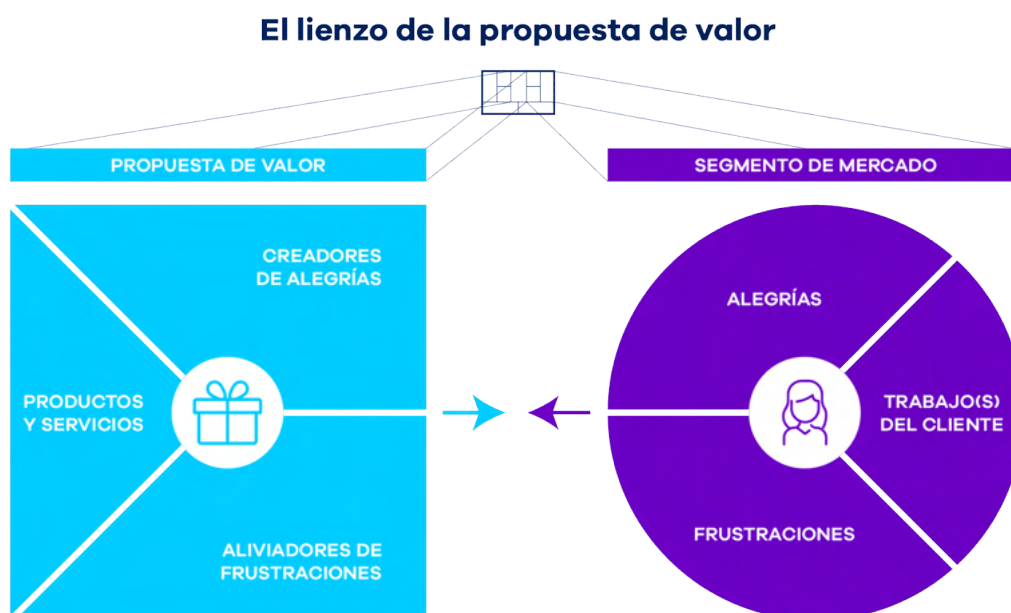 El lienzo de la propuesta de valor
PROPUESTA DE VALOR
SEGMENTO DE MERCADO
CREADORES
DE ALEGRÍAS
PRODUCTOS
Y SERVICIOS
ALIVIADORES DE
FRUSTRACIONES
ALEGRÍAS
TRABAJO(S)
DEL CLIENTE
FRUSTRACIONES